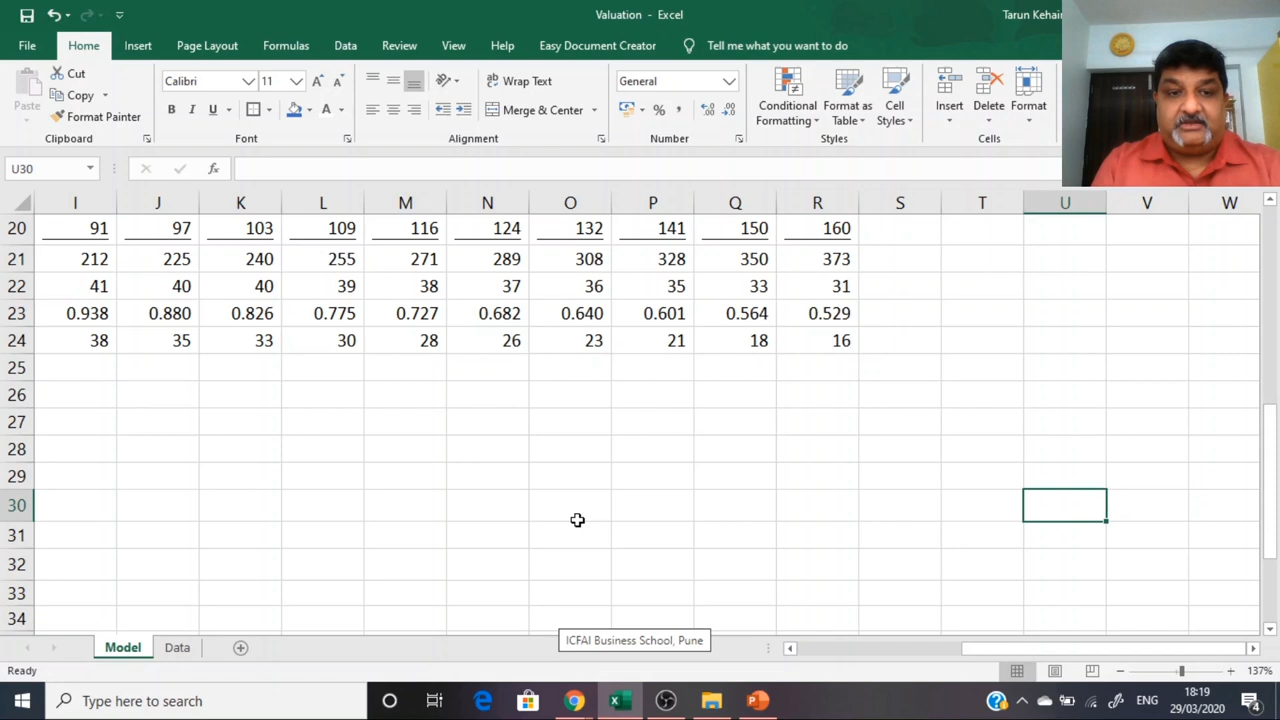 Valuation - Excel
Tarun Kehair
File Home Insert Page Layout Formulas Data Review View Help Easy Document Creator Tell me what you want to do
Paste
Cut
Copy
Format Painter
Calibri 11
B I U
Wrap Text
Merge & Center
General
Conditional Formatting
Format as Table
Cell Styles
Insert
Delete
Format
Clipboard Font Alignment Number Styles Cells
U30 fx
I J K L M N O P Q R S T U V W
20 91 97 103 109 116 124 132 141 150 160
21 212 225 240 255 271 289 308 328 350 373
22 41 40 40 39 38 37 36 35 33 31
23 0.938 0.880 0.826 0.775 0.727 0.682 0.640 0.601 0.564 0.529
24 38 35 33 30 28 26 23 21 18 16
25
26
27
28
29
30
31
32
33
34
ICFAI Business School, Pune
Model Data
Ready
137%
Type here to search
ENG
18:19
29/03/2020
4